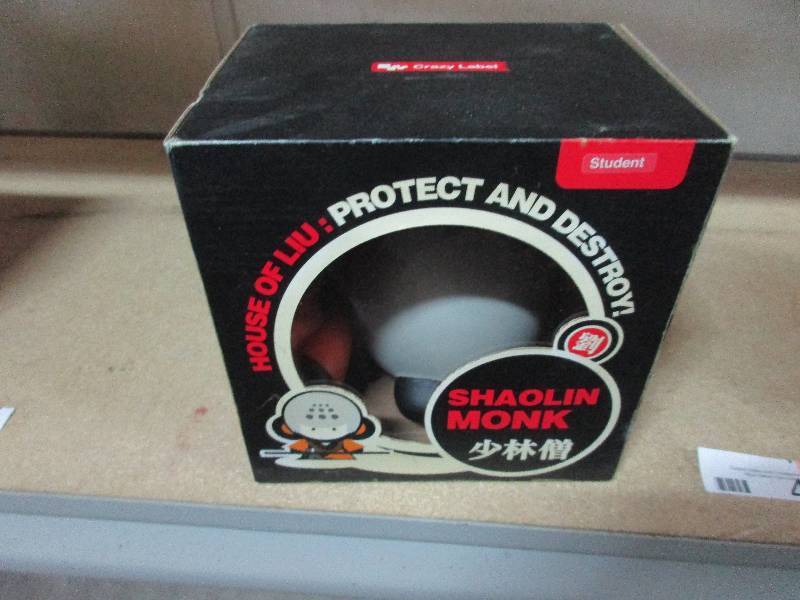 Crazy Label
Student
HOUSE OF LIU: PROTECT AND DESTROY!
劉
SHAOLIN
MONK
少林僧